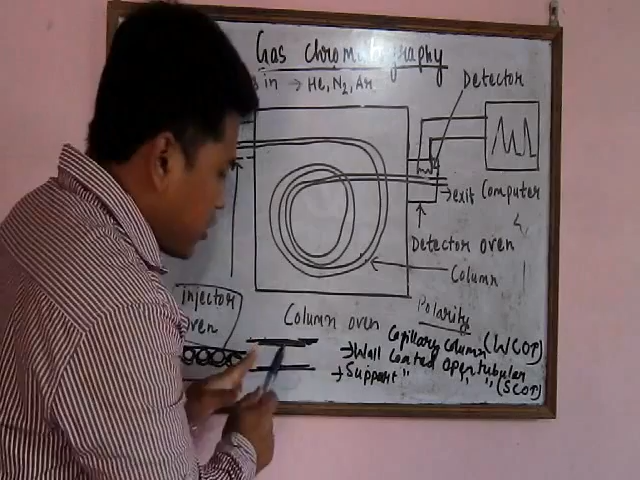 Gas Chromatography
in → He, N2, Ar
Detector
→ exit
Computer
Detector oven
Column
injector
oven
Column oven
Polarity
Capillary column
→ Wall Coated Open tubular (WCOT)
→ Support " " " (SCOT)